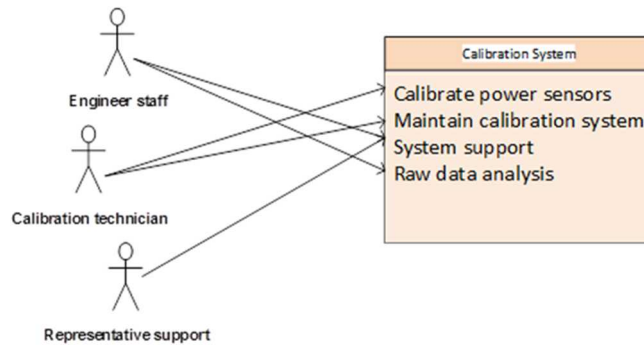 Engineer staff
Calibration technician
Representative support
Calibration System
Calibrate power sensors
Maintain calibration system
System support
Raw data analysis